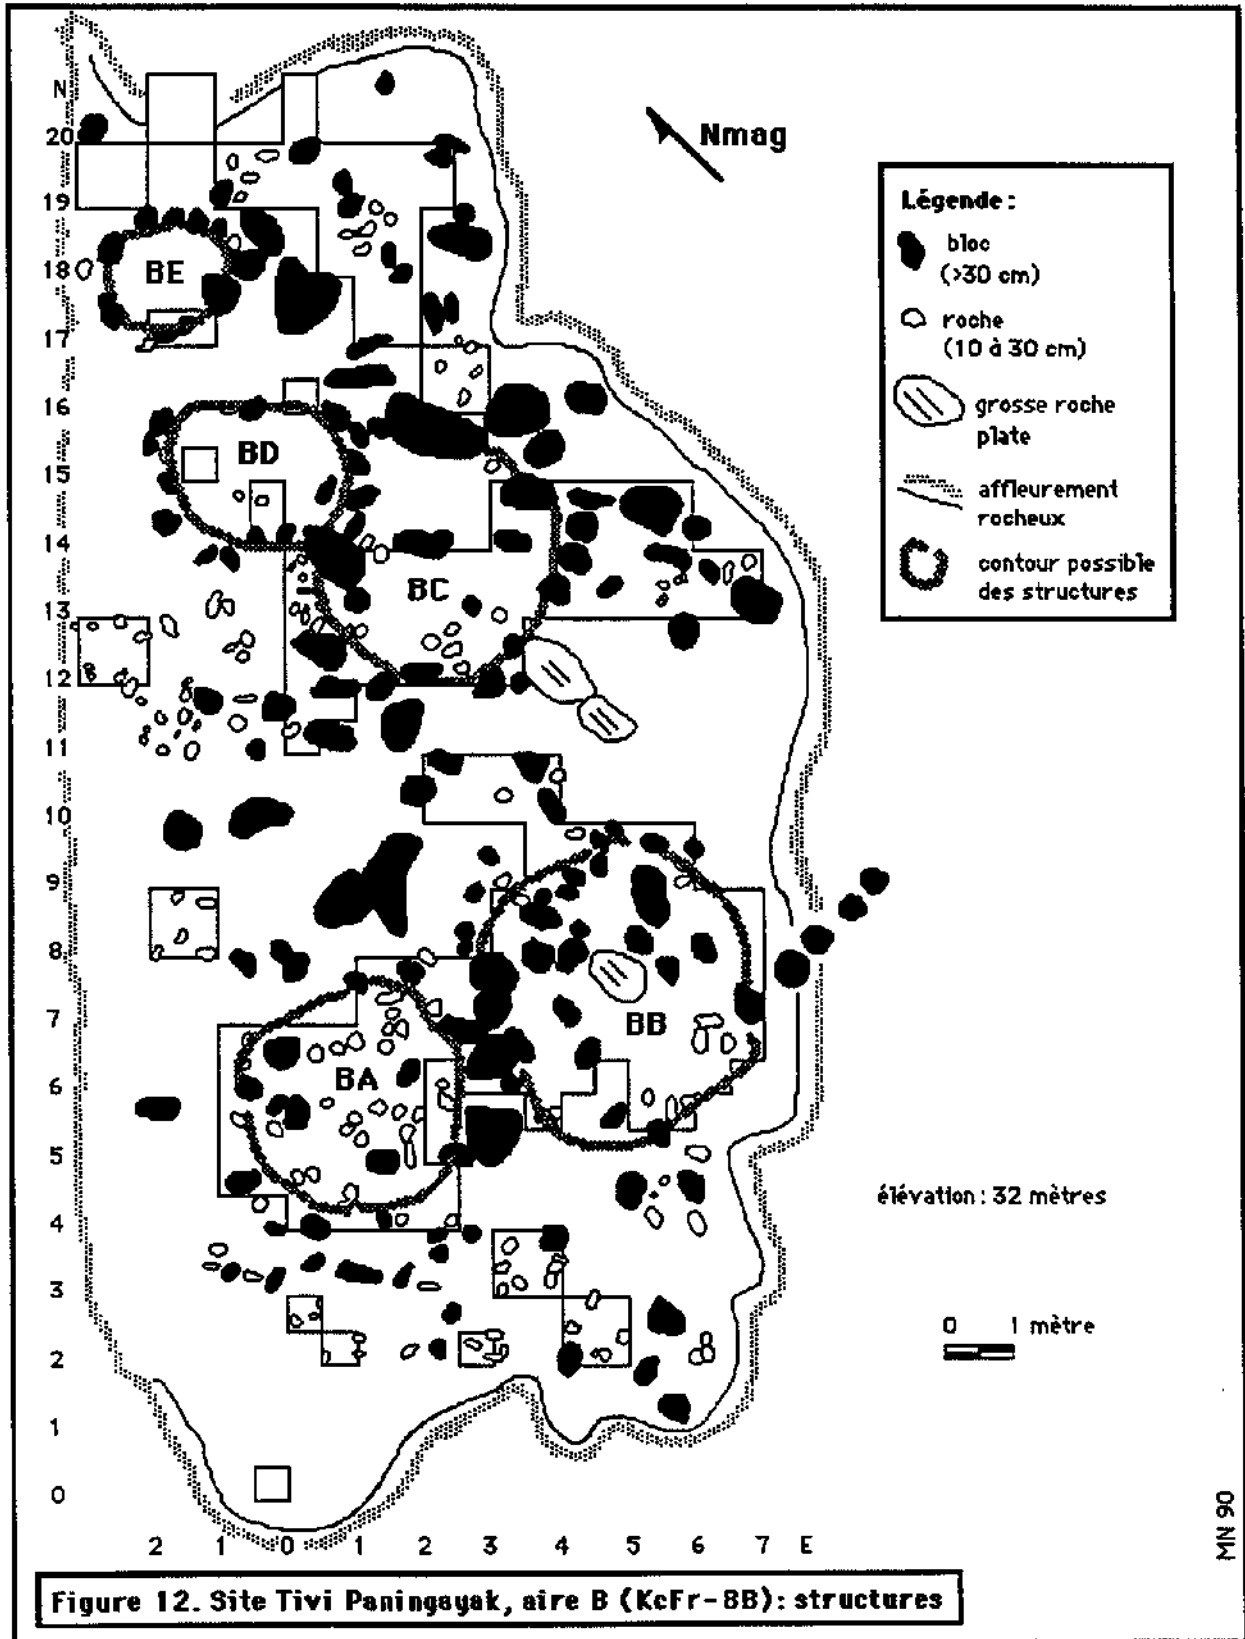 N
20
19
18
17
16
15
14
13
12
11
10
9
8
7
6
5
4
3
2
1
0
2 1 0 1 2 3 4 5 6 7 E
Nmag
BE
BD
BC
BB
BA
Légende :
bloc
(>30 cm)
roche
(10 à 30 cm)
grosse roche
plate
affleurement
rocheux
contour possible
des structures
élévation : 32 mètres
0 1 mètre
MN 90
Figure 12. Site Tivi Paningayak, aire B (KcFr-8B): structures